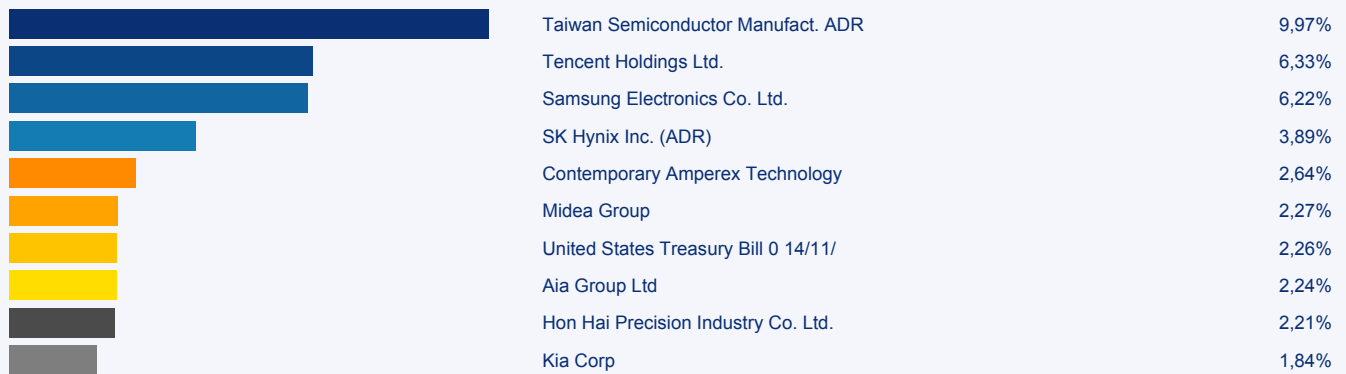 Taiwan Semiconductor Manufact. ADR 9,97%
Tencent Holdings Ltd. 6,33%
Samsung Electronics Co. Ltd. 6,22%
SK Hynix Inc. (ADR) 3,89%
Contemporary Amperex Technology 2,64%
Midea Group 2,27%
United States Treasury Bill 0 14/11/ 2,26%
Aia Group Ltd 2,24%
Hon Hai Precision Industry Co. Ltd. 2,21%
Kia Corp 1,84%